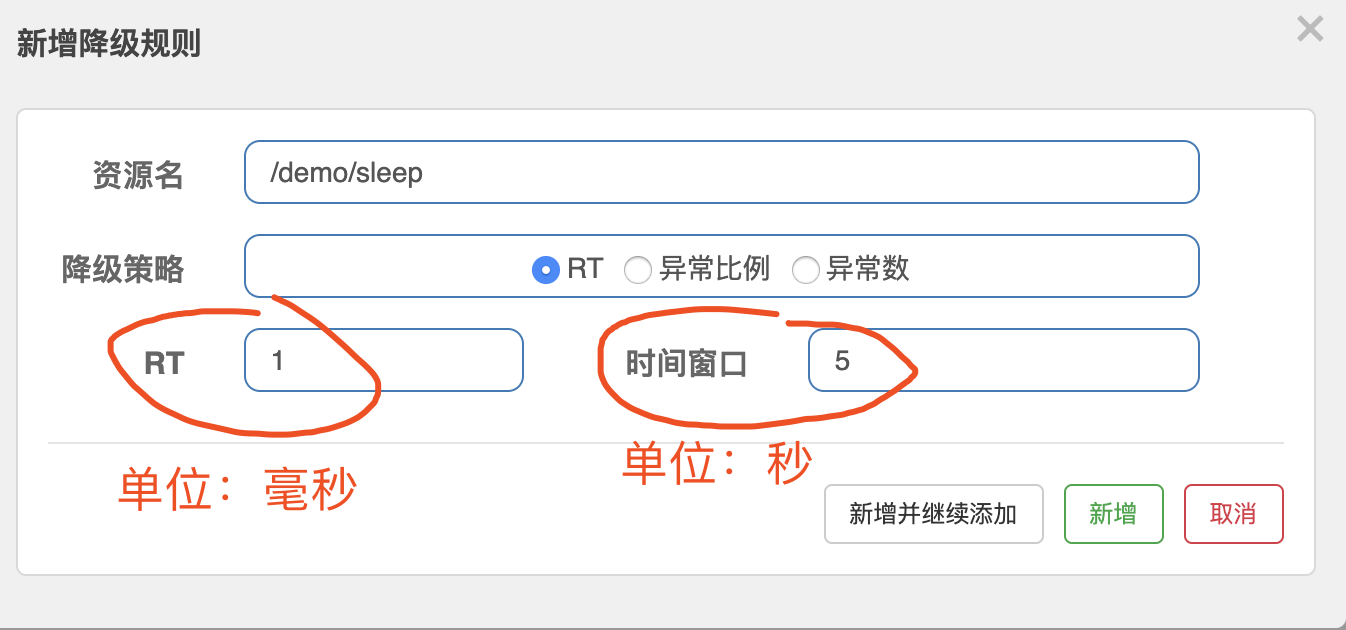 新增降级规则
资源名 /demo/sleep
降级策略 RT 异常比例 异常数
RT 1 时间窗口 5
单位：毫秒 单位：秒
新增并继续添加 新增 取消